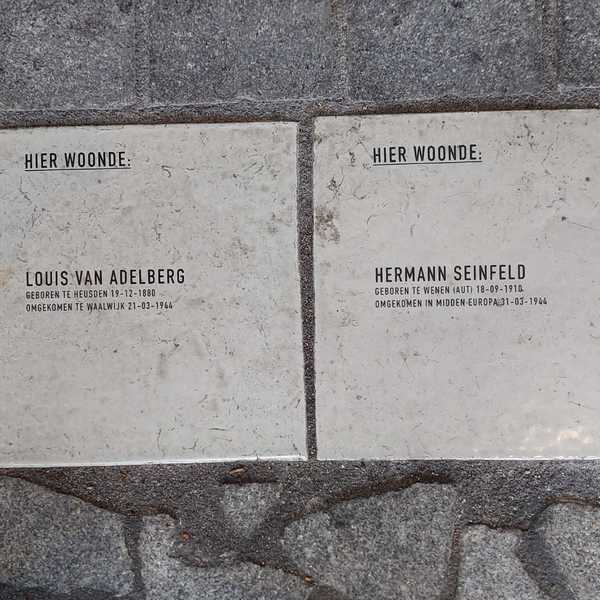 HIER WOONDE:
LOUIS VAN ADELBERG
GEBOREN TE HEUSDEN 19-12-1880
OMGEKOMEN TE WAALWIJK 21-03-1944
HIER WOONDE:
HERMANN SEINFELD
GEBOREN TE WENEN (AUT) 18-09-1910
OMGEKOMEN IN MIDDEN EUROPA 31-03-1944